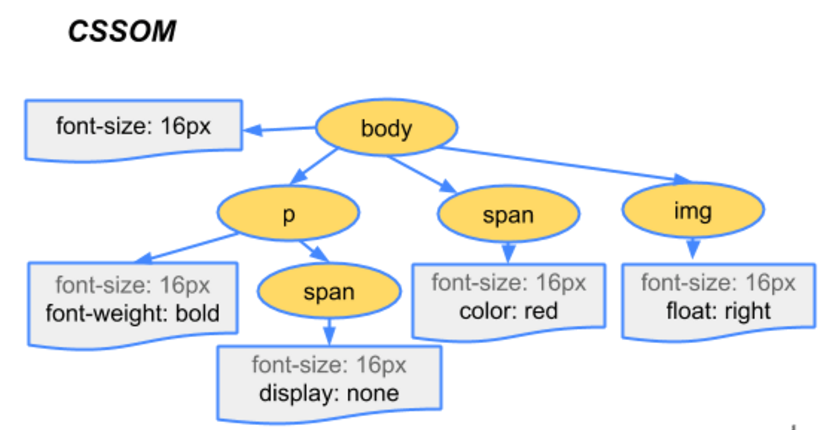 CSSOM
font-size: 16px
body
p
span
img
font-size: 16px
font-weight: bold
span
font-size: 16px
color: red
font-size: 16px
float: right
font-size: 16px
display: none